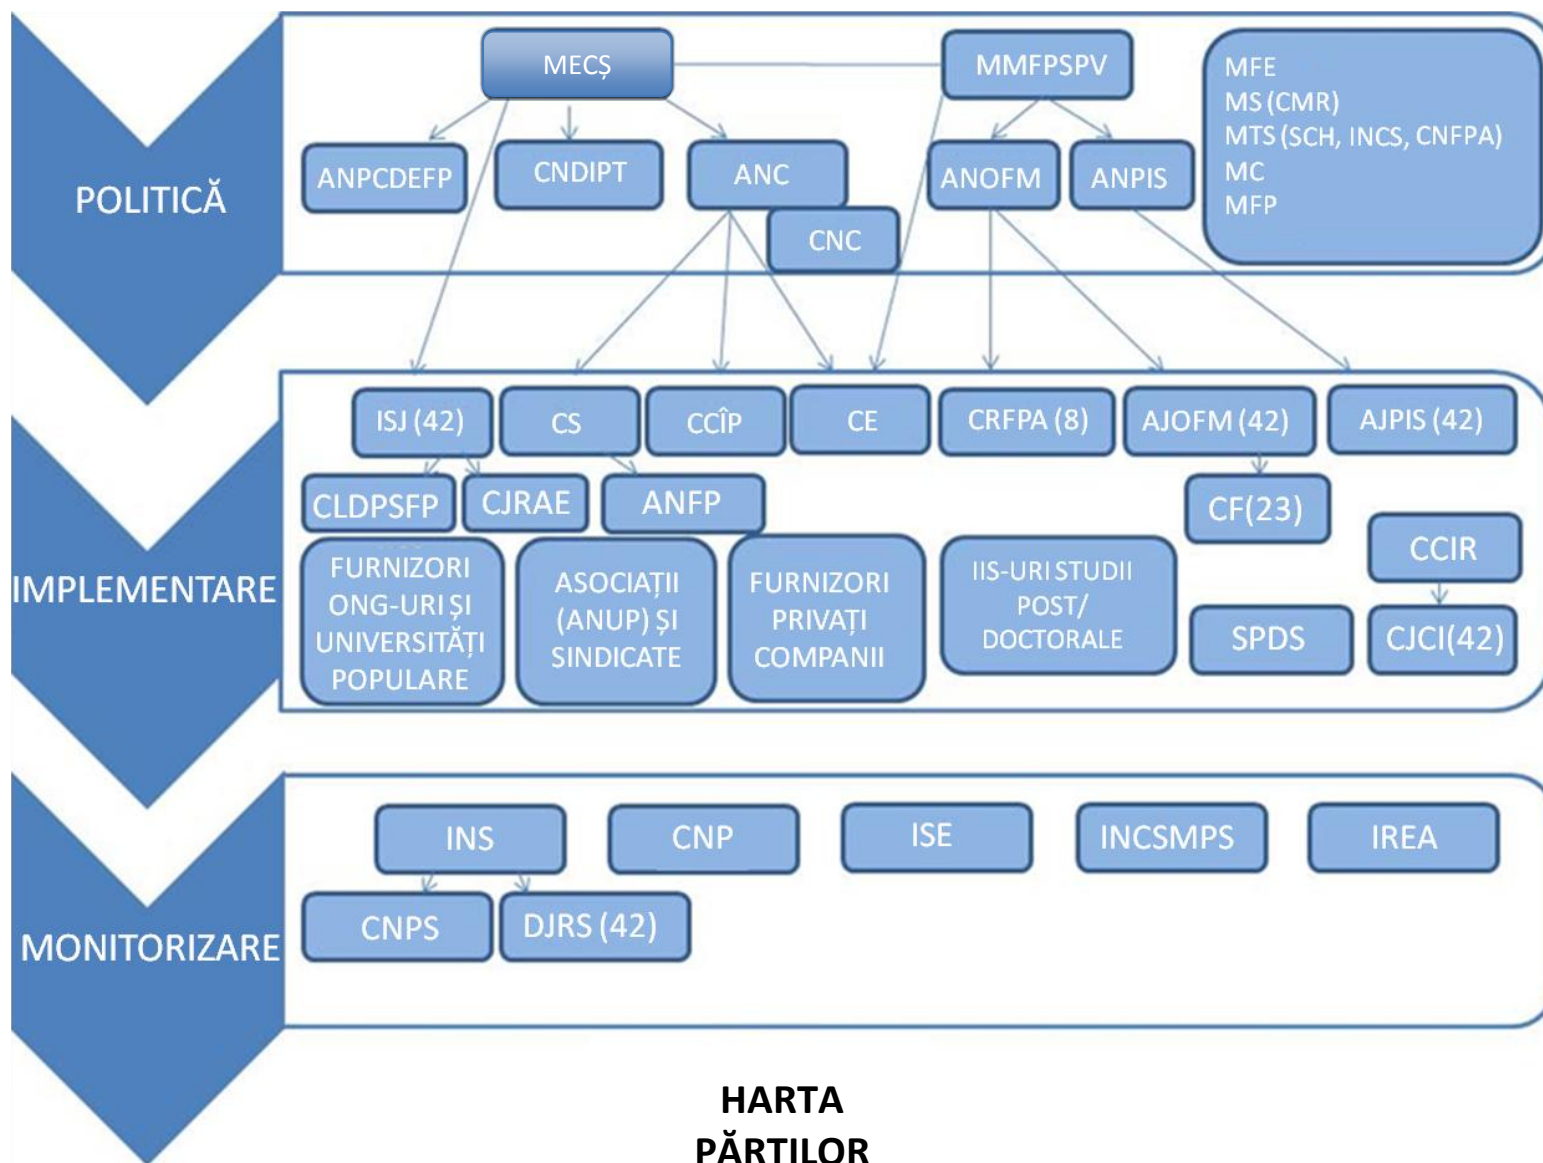 POLITICĂ
MECȘ
MMFPSPV
ANPCDEFP
CNDIPT
ANC
CNC
ANOFM
ANPIS
MFE
MS (CMR)
MTS (SCH, INCS, CNFPA)
MC
MFP
IMPLEMENTARE
ISJ (42)
CS
CCÎP
CE
CRFPA (8)
AJOFM (42)
AJPIS (42)
CLDPSFP
CJRAE
ANFP
CF(23)
CCIR
FURNIZORI
ONG-URI ȘI
UNIVERSITĂȚI
POPULARE
ASOCIAȚII
(ANUP) ȘI
SINDICATE
FURNIZORI
PRIVAȚI
COMPANII
IIS-URI STUDII
POST/
DOCTORALE
SPDS
CJCI(42)
MONITORIZARE
INS
CNP
ISE
INCSMPS
IREA
CNPS
DJRS (42)
HARTA
PĂRȚILOR